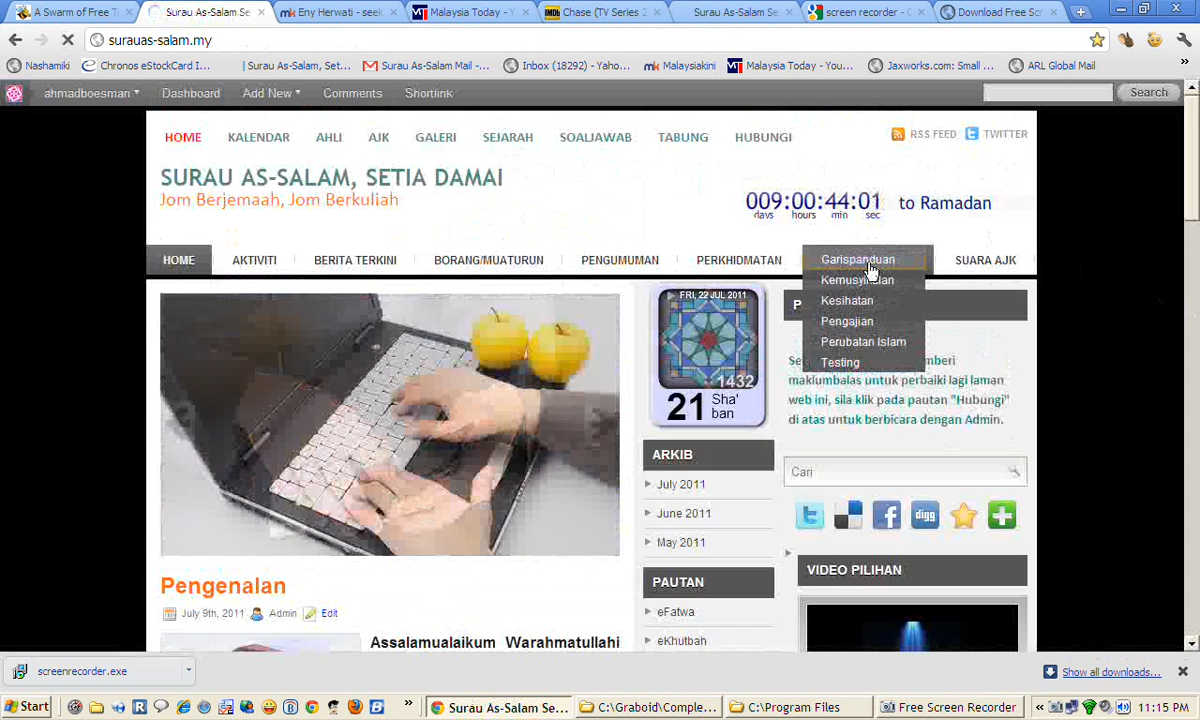 A Swarm of Free T
Surau As-Salam Se
mk Eny Herwati - seek
MT Malaysia Today - Y
IMDb Chase (TV Series 2
Surau As-Salam Se
screen recorder - G
Download Free Scr
surauas-salam.my
Nashamiki
Chronos eStockCard I...
| Surau As-Salam, Set...
Surau As-Salam Mail -...
Inbox (18292) - Yaho...
mk Malaysiakini
MT Malaysia Today - You...
Jaxworks.com: Small ...
ARL Global Mail
ahmadboesman
Dashboard
Add New
Comments
Shortlink
Search
HOME KALENDAR AHLI AJK GALERI SEJARAH SOALJAWAB TABUNG HUBUNGI
RSS FEED TWITTER
SURAU AS-SALAM, SETIA DAMAI
Jom Berjemaah, Jom Berkuliah
009:00:44:01 to Ramadan
days hours min sec
HOME AKTIVITI BERITA TERKINI BORANG/MUATURUN PENGUMUMAN PERKHIDMATAN SUARA AJK
Garispanduan
Kesihatan
Pengajian
Perubatan Islam
Testing
FRI, 22 JUL 2011
1432
21 Sha'
ban
P
maklumbalas untuk perbaiki lagi laman
web ini, sila klik pada pautan "Hubungi"
di atas untuk berbicara dengan Admin.
ARKIB
July 2011
June 2011
May 2011
Cari
digg
PAUTAN
eFatwa
eKhutbah
VIDEO PILIHAN
Pengenalan
July 9th, 2011 Admin Edit
Assalamualaikum Warahmatullahi
screenrecorder.exe
Show all downloads...
Start
Surau As-Salam Se...
C:\Graboid\Comple...
C:\Program Files
Free Screen Recorder
11:15 PM